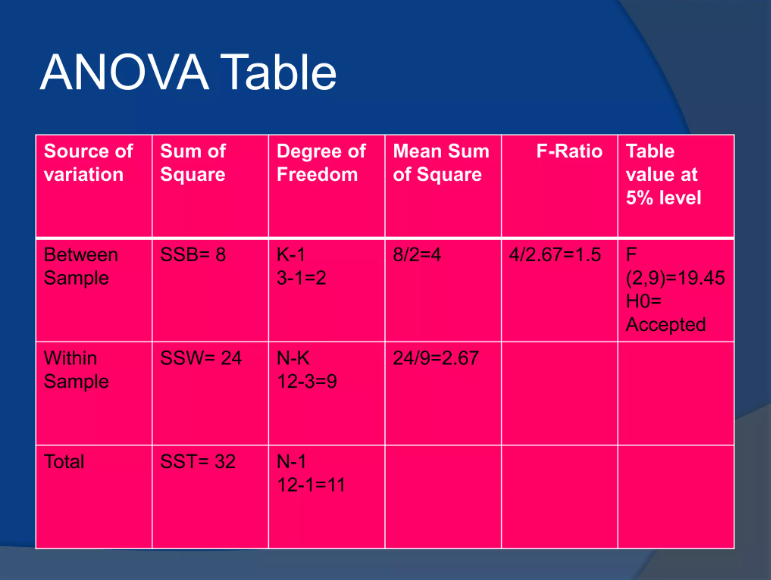 ANOVA Table
Source of
variation
Sum of
Square
Degree of
Freedom
Mean Sum
of Square
F-Ratio
Table
value at
5% level
Between
Sample
SSB= 8
K-1
3-1=2
8/2=4
4/2.67=1.5
F
(2,9)=19.45
H0=
Accepted
Within
Sample
SSW= 24
N-K
12-3=9
24/9=2.67
Total
SST= 32
N-1
12-1=11